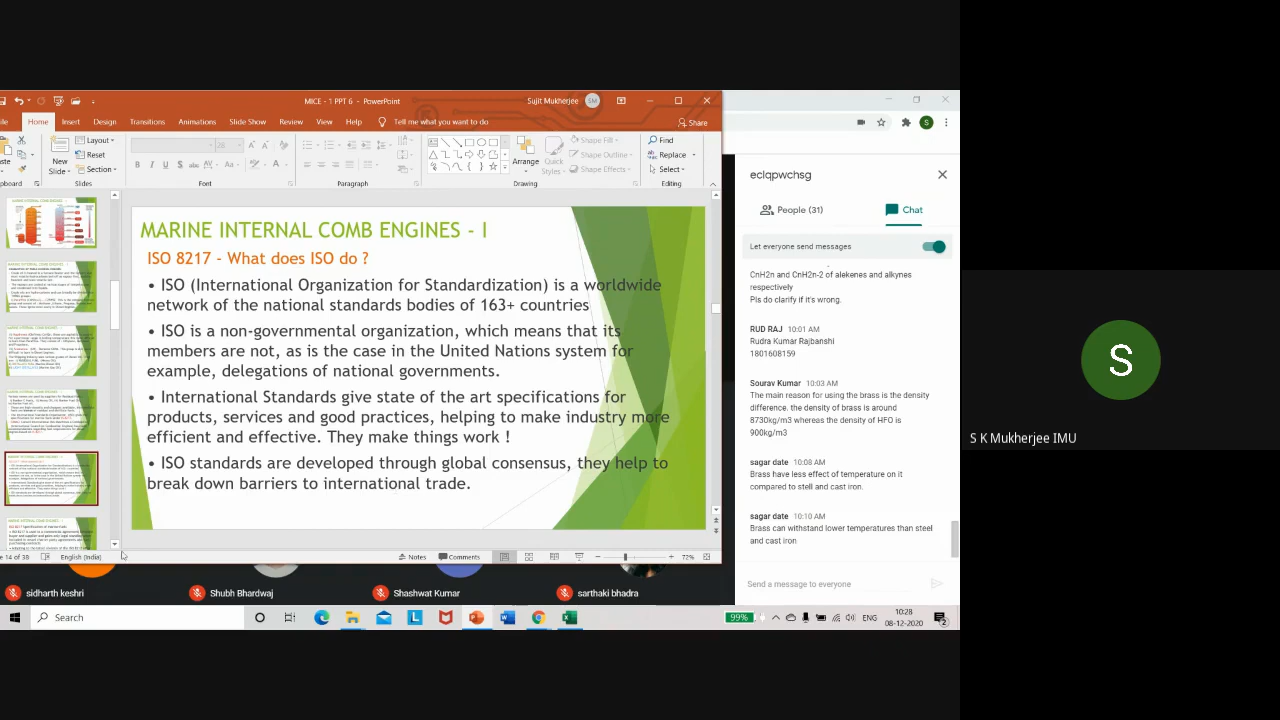 MICE - 1 PPT 6 - PowerPoint
Sujit Mukherjee
SM
Home
Insert
Design
Transitions
Animations
Slide Show
Review
View
Help
Tell me what you want to do
Share
New
Slide
Layout
Reset
Section
Arrange
Quick
Styles
Shape Fill
Shape Outline
Shape Effects
Find
Replace
Select
Slides
Font
Paragraph
Drawing
Editing
MARINE INTERNAL COMB ENGINES - I
ISO 8217 - What does ISO do ?
• ISO (International Organization for Standardization) is a worldwide
network of the national standards bodies of 163+ countries
• ISO is a non-governmental organization, which means that its
members are not, as is the case in the United Nations system for
example, delegations of national governments.
• International Standards give state of the art specifications for
products, services and good practices, helping to make industry more
efficient and effective. They make things work !
• ISO standards are developed through global consensus, they help to
break down barriers to international trade.
14 of 38
English (India)
Notes
Comments
72%
eclqpwchsg
People (31)
Chat
Let everyone send messages
CnH2n and CnH2n-2 of alekenes and alkynes
respectively
Pls do clarify if it's wrong.
RUD RAJ 10:01 AM
Rudra Kumar Rajbanshi
1801608159
Sourav Kumar 10:03 AM
The main reason for using the brass is the density
difference. the density of brass is around
8730kg/m3 whereas the density of HFO is
900kg/m3
sagar date 10:08 AM
Brass have less effect of temperature on it
compared to stell and cast iron.
sagar date 10:10 AM
Brass can withstand lower temperatures than steel
and cast iron
Send a message to everyone
sidharth keshri
Shubh Bhardwaj
Shashwat Kumar
sarthaki bhadra
Search
99%
ENG
10:28
08-12-2020
S
S K Mukherjee IMU